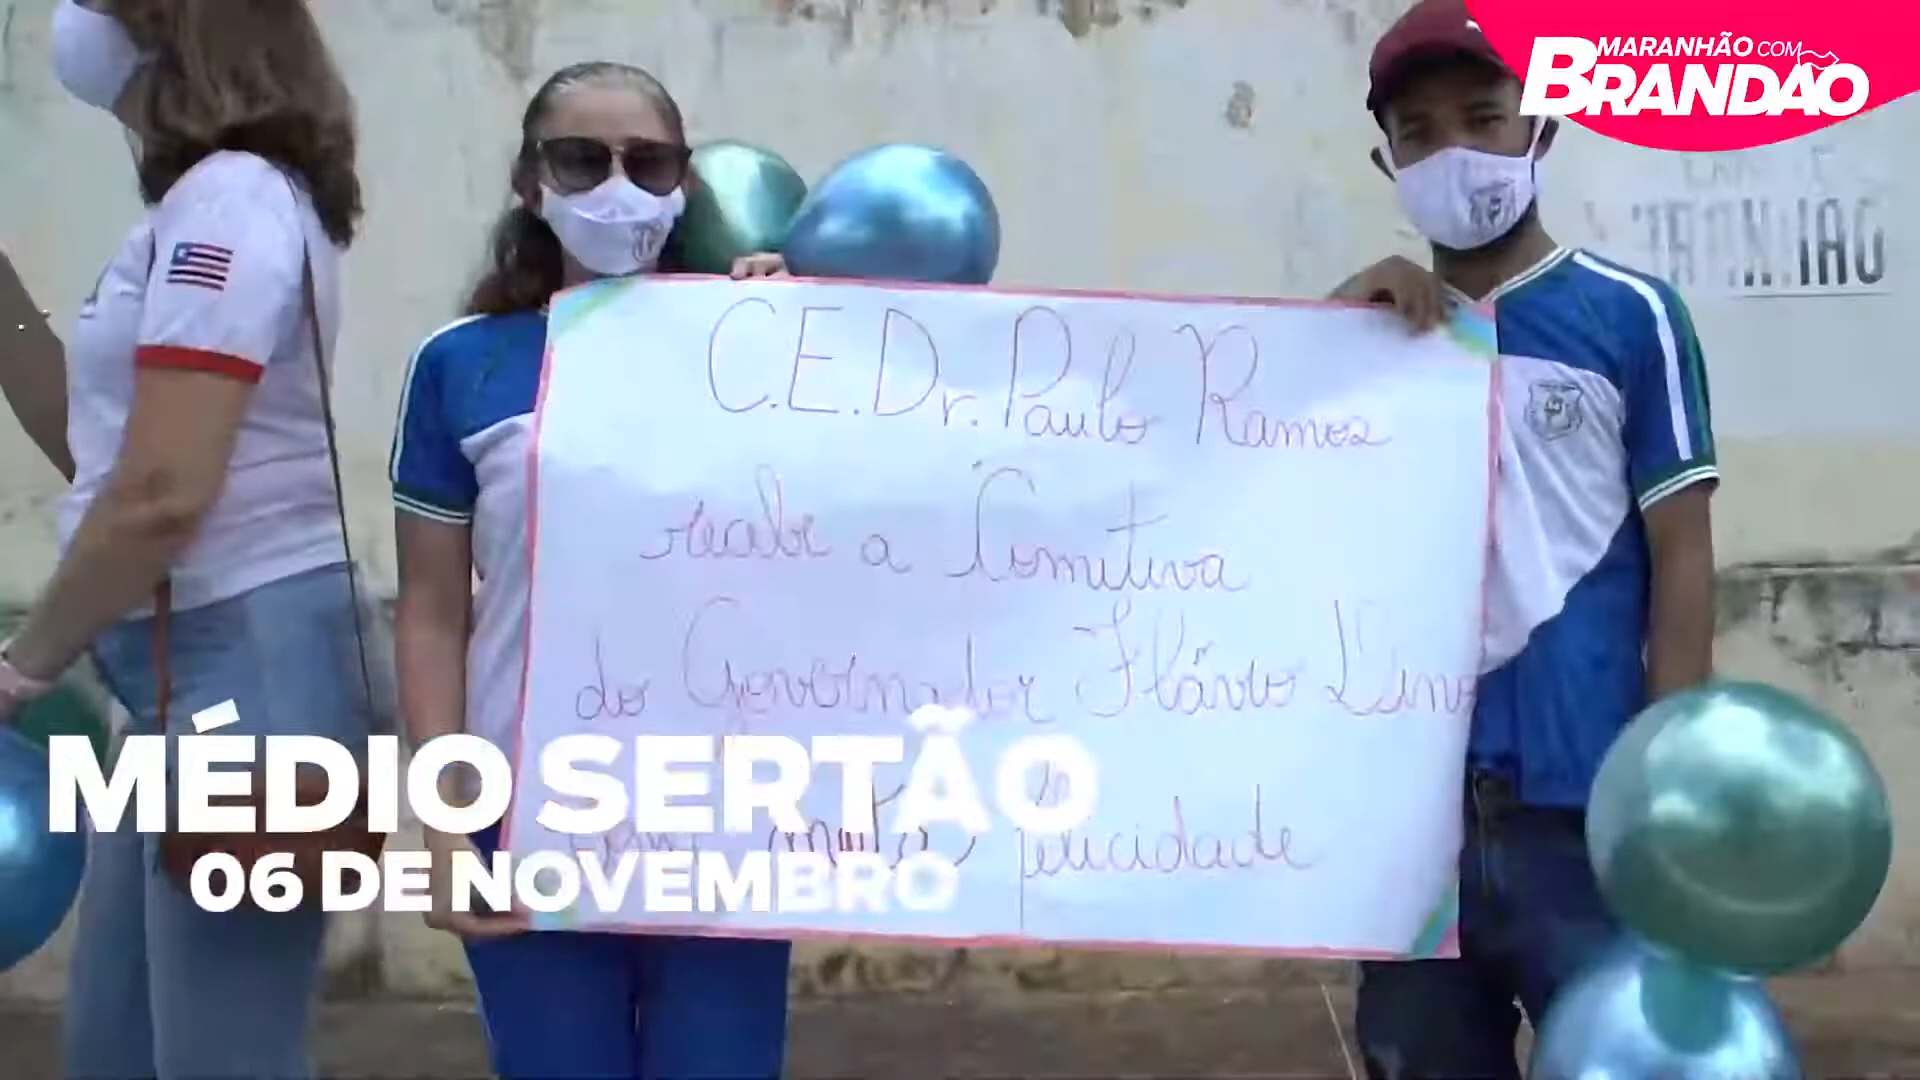 MARANHÃO COM
BRANDÃO
C.E.Dr. Paulo Ramos
recebe a Comitiva
do Governador Flávio Dino
felicidade
MÉDIO SERTÃO
06 DE NOVEMBRO